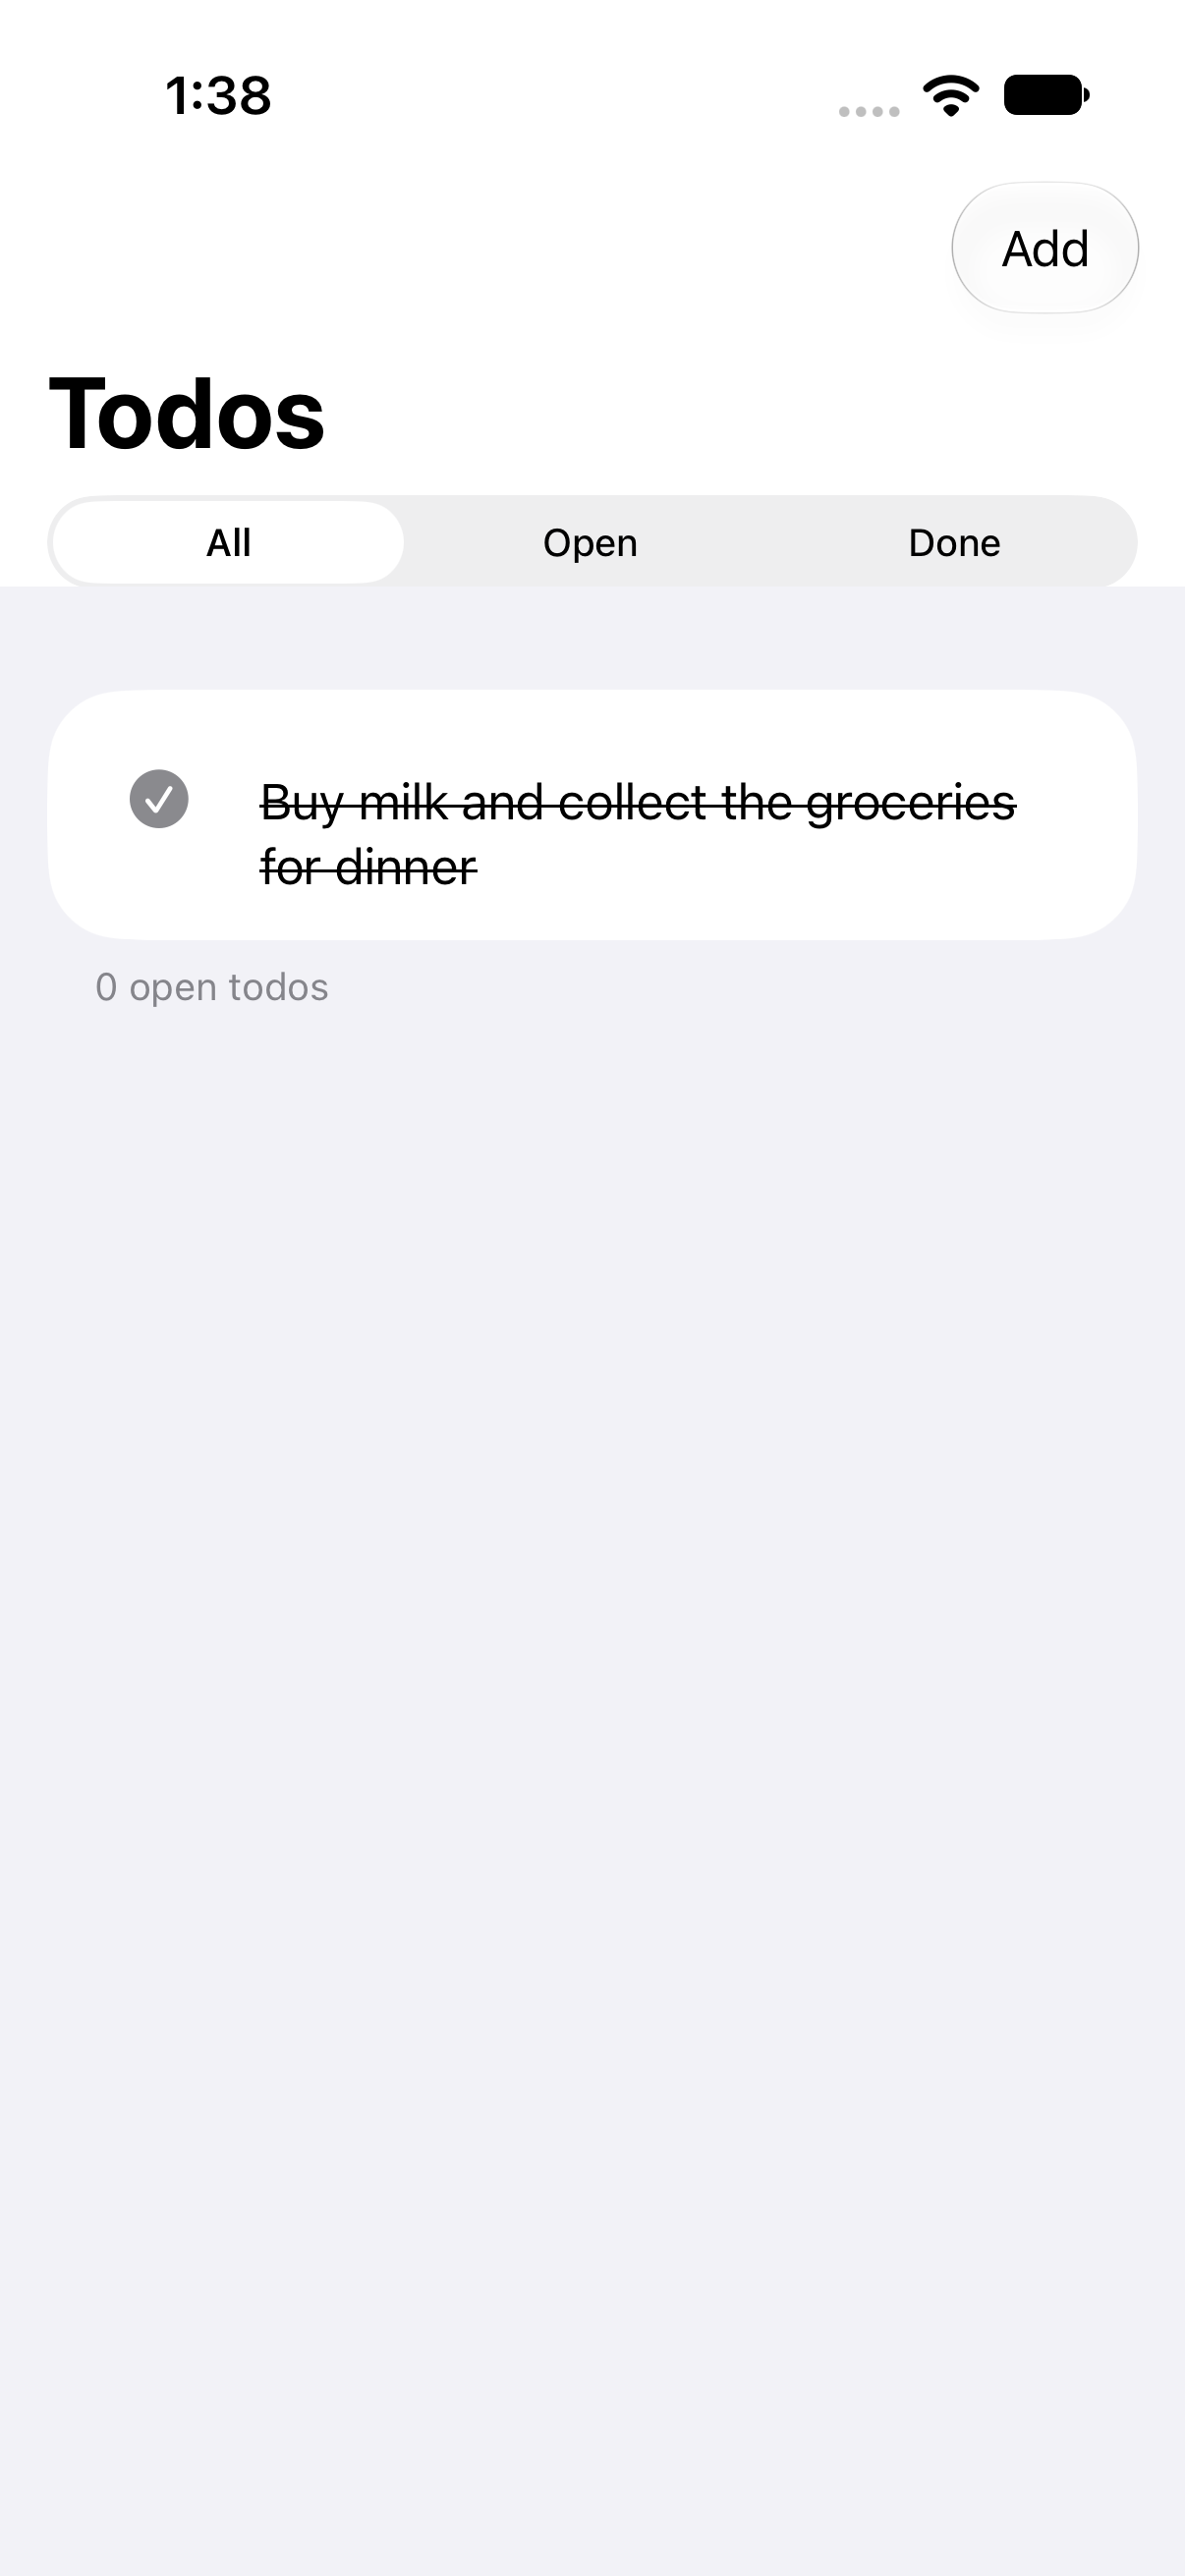 1:38
Add
Todos
All
Open
Done
Buy milk and collect the groceries
for dinner
0 open todos